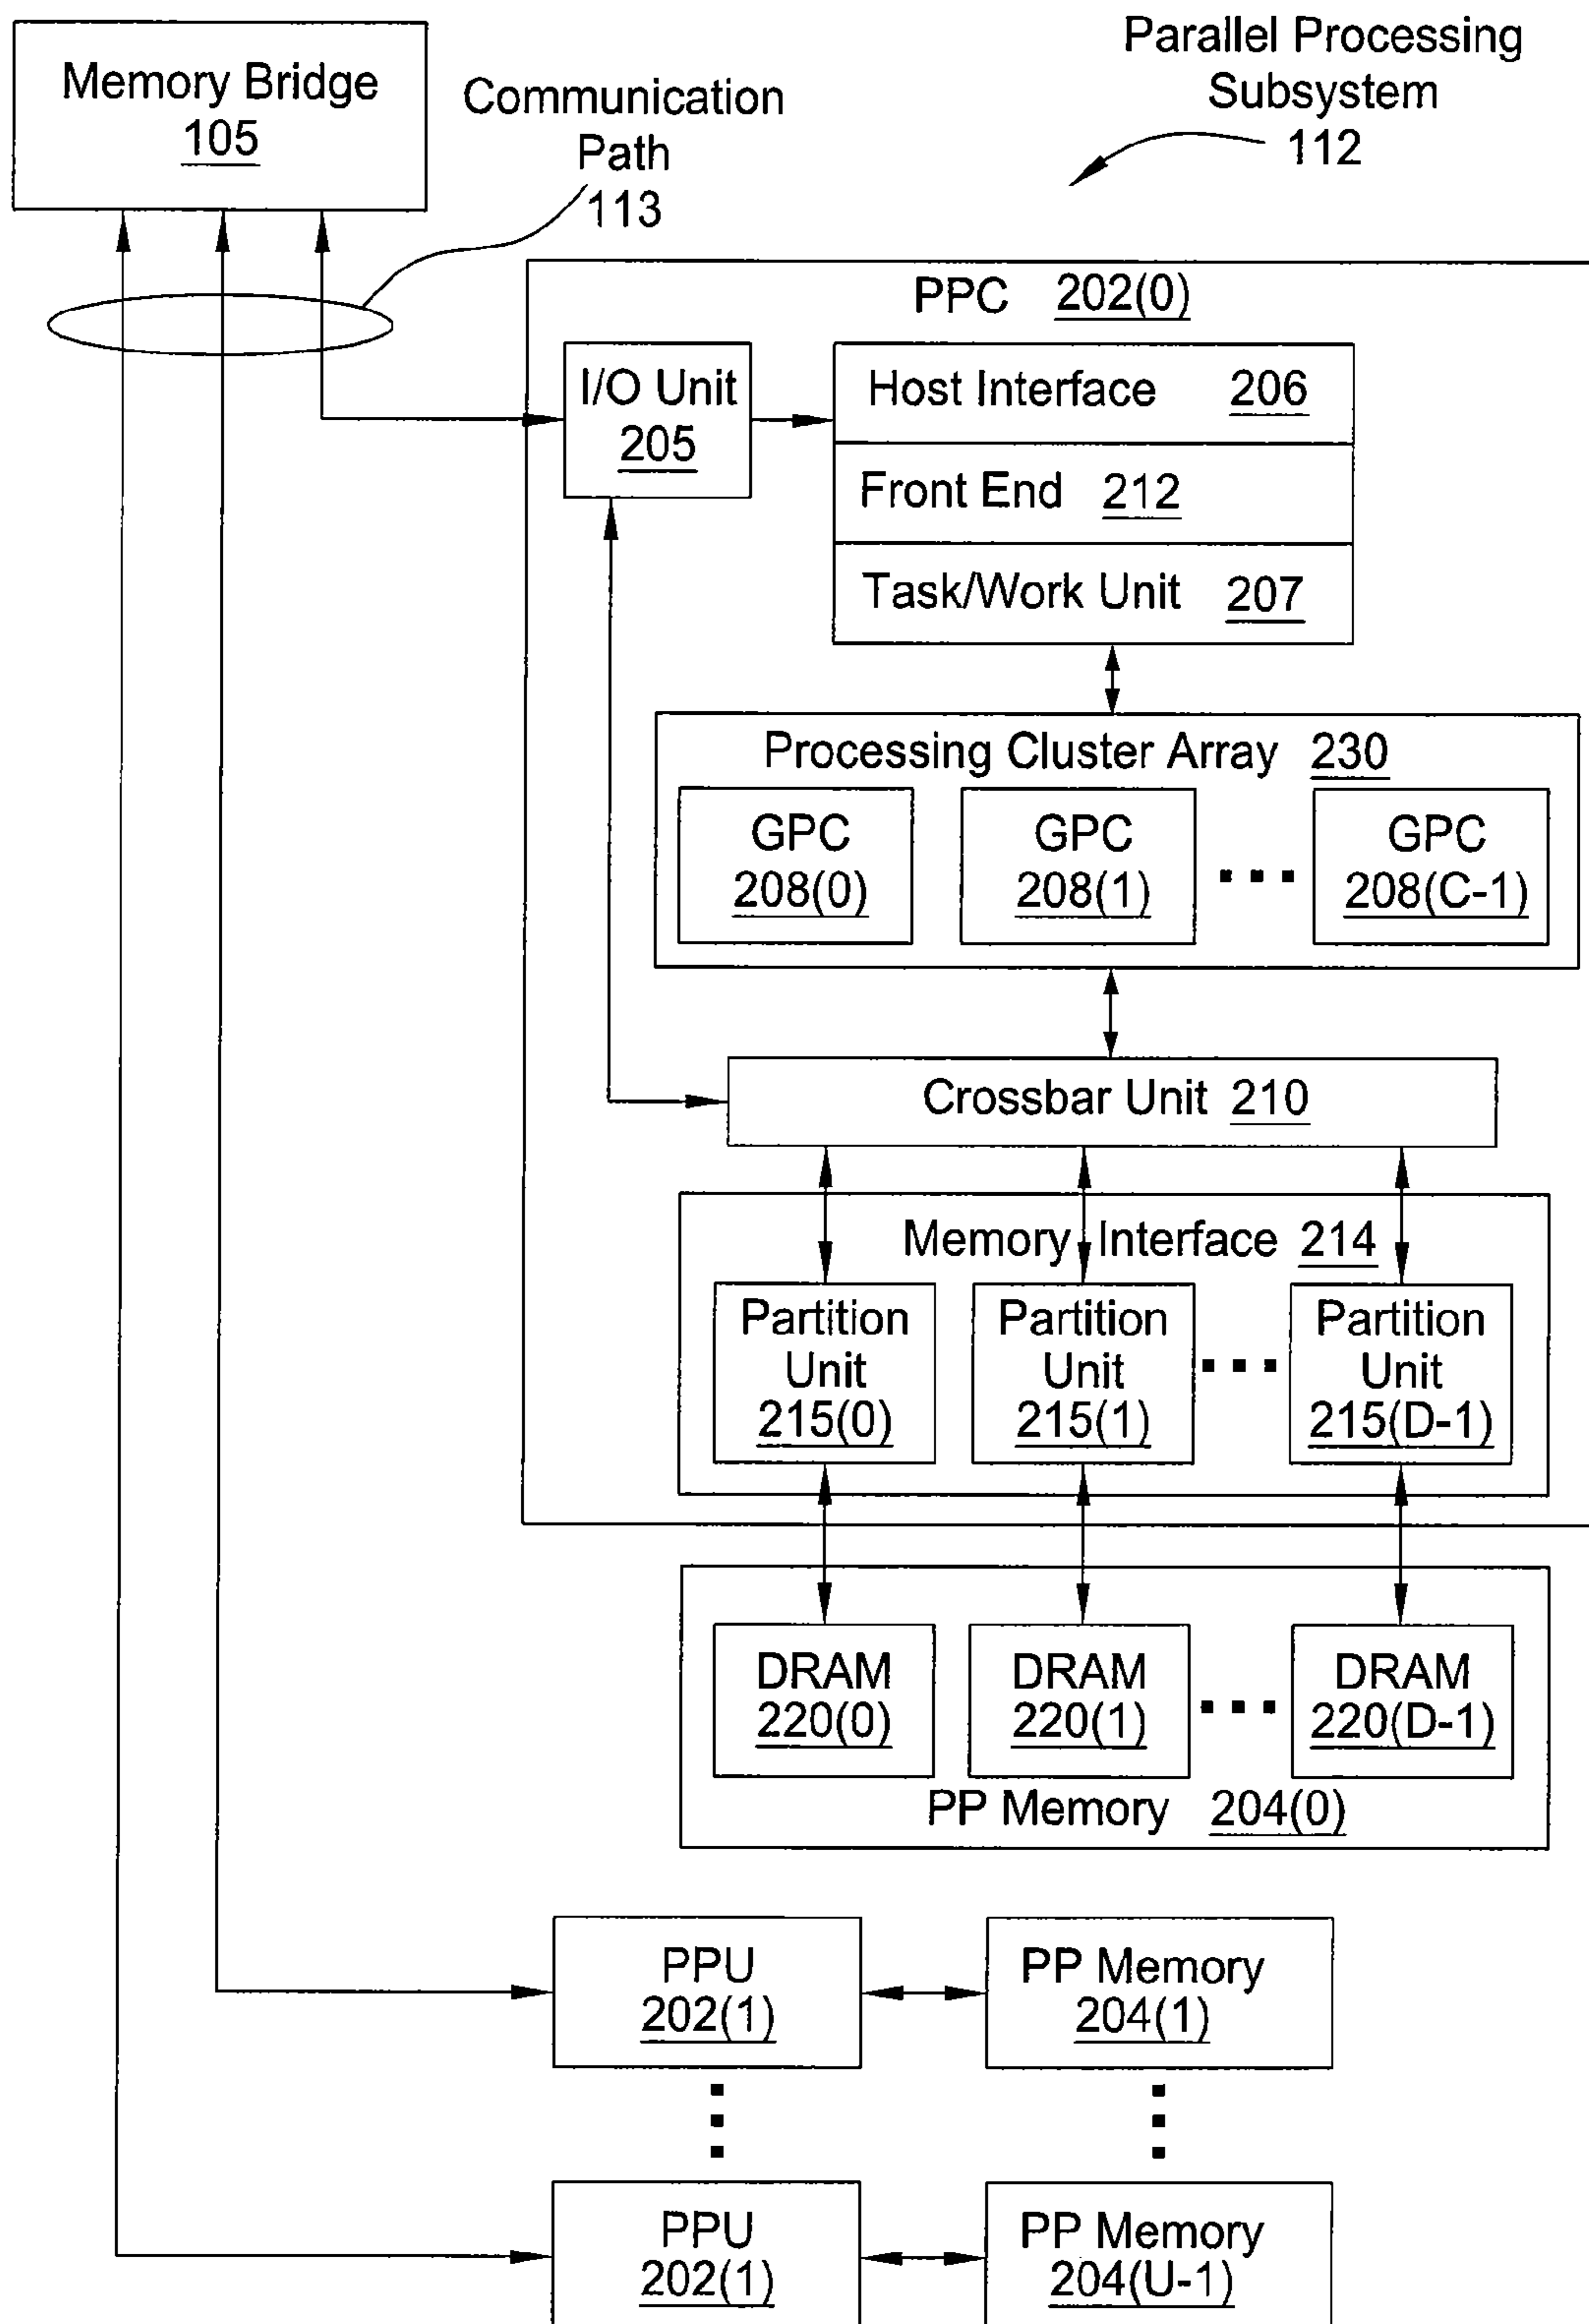 Parallel Processing
Subsystem
112
Memory Bridge
105
Communication
Path
113
PPC 202(0)
I/O Unit
205
Host Interface 206
Front End 212
Task/Work Unit 207
Processing Cluster Array 230
GPC
208(0)
GPC
208(1)
GPC
208(C-1)
Crossbar Unit 210
Memory Interface 214
Partition
Unit
215(0)
Partition
Unit
215(1)
Partition
Unit
215(D-1)
DRAM
220(0)
DRAM
220(1)
DRAM
220(D-1)
PP Memory 204(0)
PPU
202(1)
PP Memory
204(1)
PPU
202(1)
PP Memory
204(U-1)